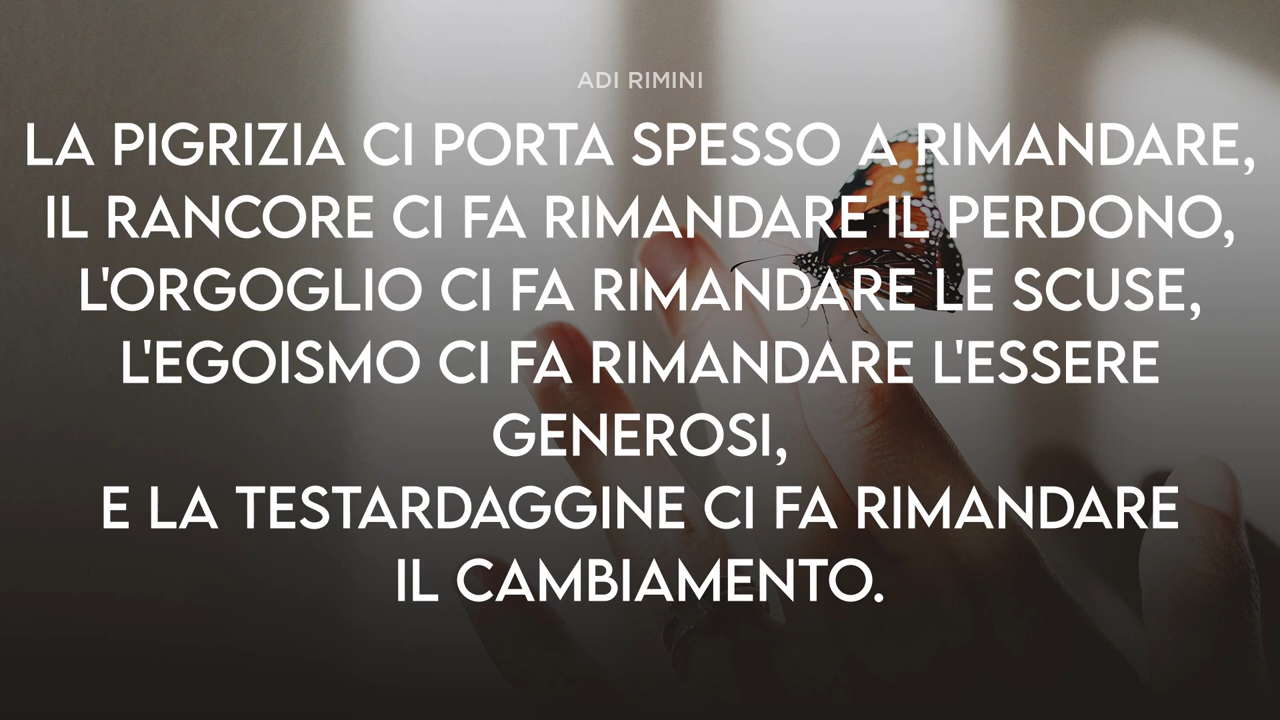 ADI RIMINI
LA PIGRIZIA CI PORTA SPESSO A RIMANDARE,
IL RANCORE CI FA RIMANDARE IL PERDONO,
L'ORGOGLIO CI FA RIMANDARE LE SCUSE,
L'EGOISMO CI FA RIMANDARE L'ESSERE
GENEROSI,
E LA TESTARDAGGINE CI FA RIMANDARE
IL CAMBIAMENTO.